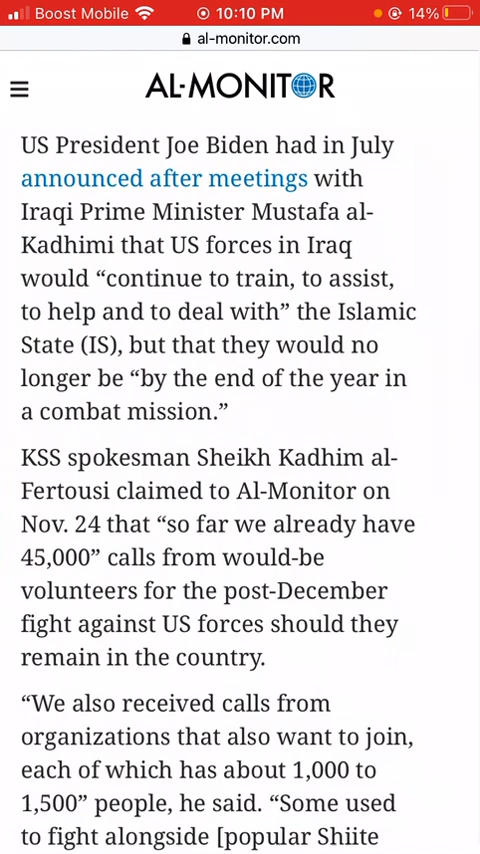 Boost Mobile 10:10 PM 14%
al-monitor.com
AL-MONITOR
US President Joe Biden had in July
announced after meetings with
Iraqi Prime Minister Mustafa al-
Kadhimi that US forces in Iraq
would “continue to train, to assist,
to help and to deal with” the Islamic
State (IS), but that they would no
longer be “by the end of the year in
a combat mission.”
KSS spokesman Sheikh Kadhim al-
Fertousi claimed to Al-Monitor on
Nov. 24 that “so far we already have
45,000” calls from would-be
volunteers for the post-December
fight against US forces should they
remain in the country.
“We also received calls from
organizations that also want to join,
each of which has about 1,000 to
1,500” people, he said. “Some used
to fight alongside [popular Shiite